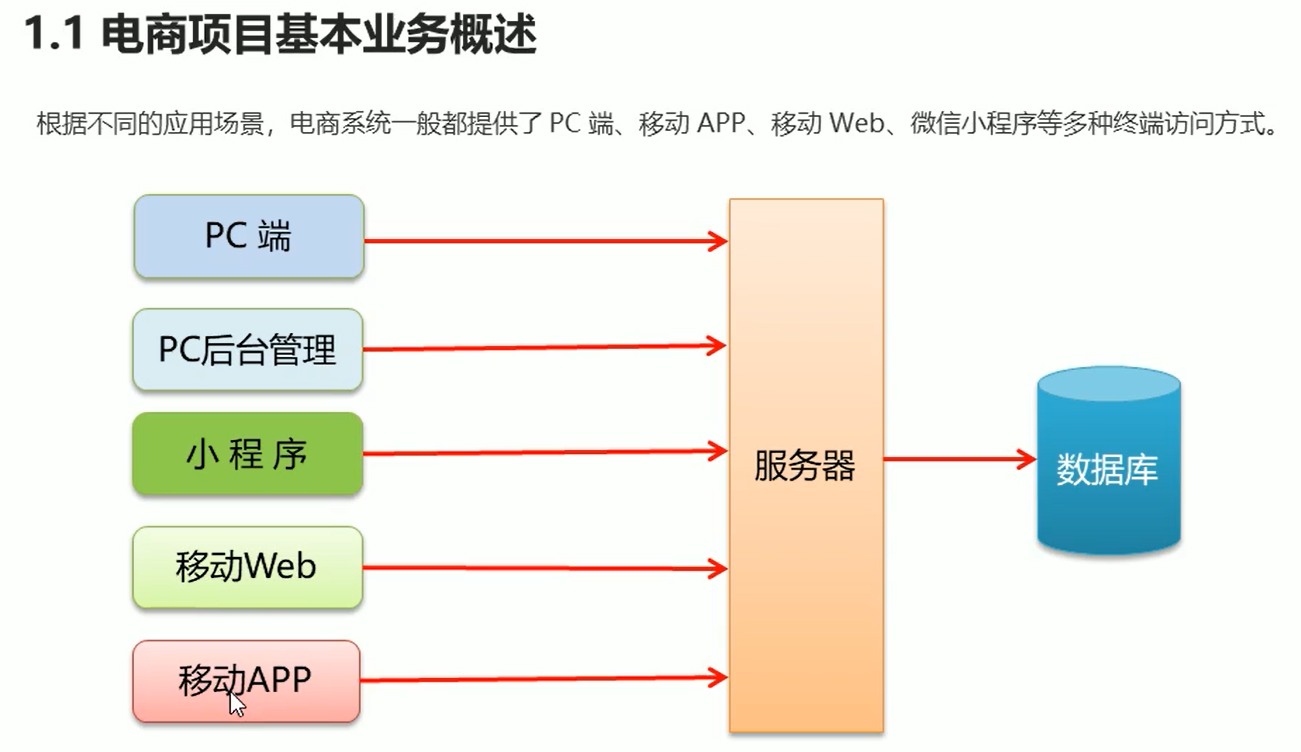 1.1 电商项目基本业务概述
根据不同的应用场景，电商系统一般都提供了 PC 端、移动 APP、移动 Web、微信小程序等多种终端访问方式。
PC 端
PC后台管理
小 程 序
移动Web
移动APP
服务器
数据库